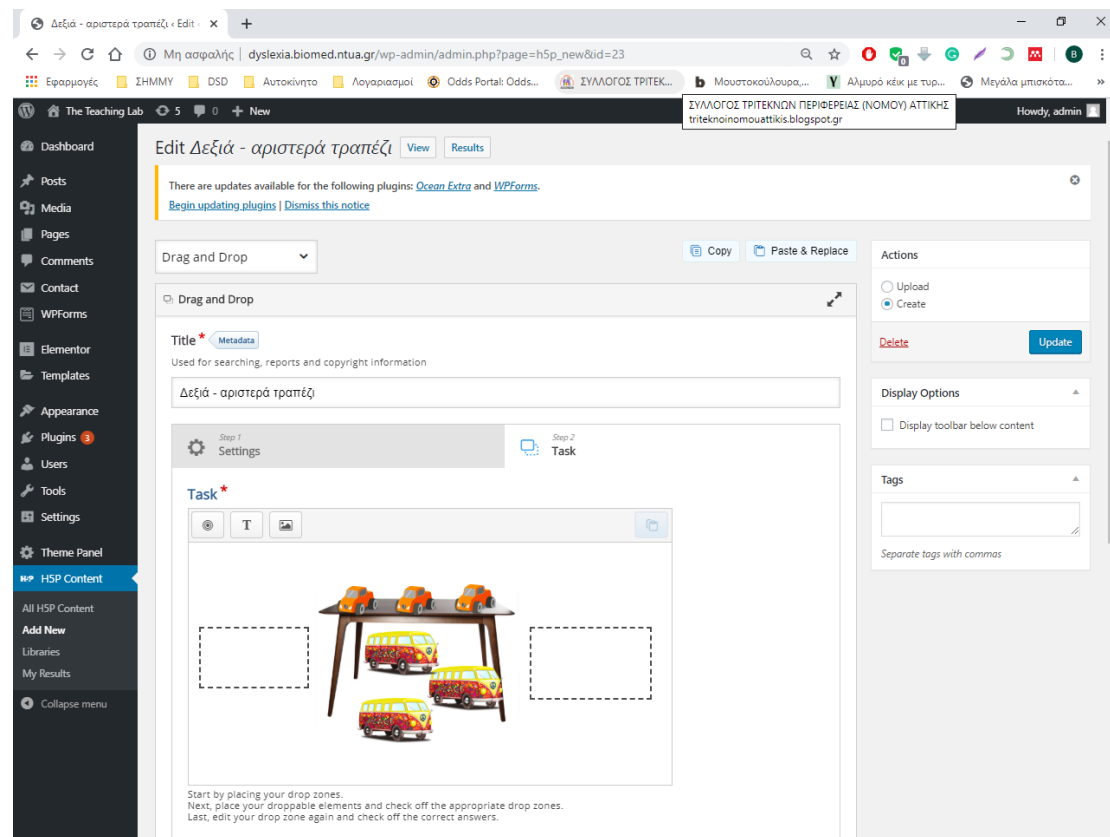 Δεξιά - αριστερά τραπέζι ‹ Edit ‹
Μη ασφαλής | dyslexia.biomed.ntua.gr/wp-admin/admin.php?page=h5p_new&id=23
Εφαρμογές ΣΗΜΜΥ DSD Αυτοκίνητο Λογαριασμοί Odds Portal: Odds... ΣΥΛΛΟΓΟΣ ΤΡΙΤΕΚ... Μουστοκούλουρα,... Αλμυρό κέικ με τυρ... Μεγάλα μπισκότα... »
ΣΥΛΛΟΓΟΣ ΤΡΙΤΕΚΝΩΝ ΠΕΡΙΦΕΡΕΙΑΣ (ΝΟΜΟΥ) ΑΤΤΙΚΗΣ
triteknoinomouattikis.blogspot.gr
The Teaching Lab 5 0 + New Howdy, admin
Dashboard
Posts
Media
Pages
Comments
Contact
WPForms
Elementor
Templates
Appearance
Plugins 3
Users
Tools
Settings
Theme Panel
H5P H5P Content
All H5P Content
Add New
Libraries
My Results
Collapse menu
Edit Δεξιά - αριστερά τραπέζι View Results
There are updates available for the following plugins: Ocean Extra and WPForms.
Begin updating plugins | Dismiss this notice
Drag and Drop Copy Paste & Replace
Drag and Drop
Title * Metadata
Used for searching, reports and copyright information
Δεξιά - αριστερά τραπέζι
Step 1
Settings
Step 2
Task
Task *
T
Start by placing your drop zones.
Next, place your droppable elements and check off the appropriate drop zones.
Last, edit your drop zone again and check off the correct answers.
Actions
Upload
Create
Delete Update
Display Options
Display toolbar below content
Tags
Separate tags with commas